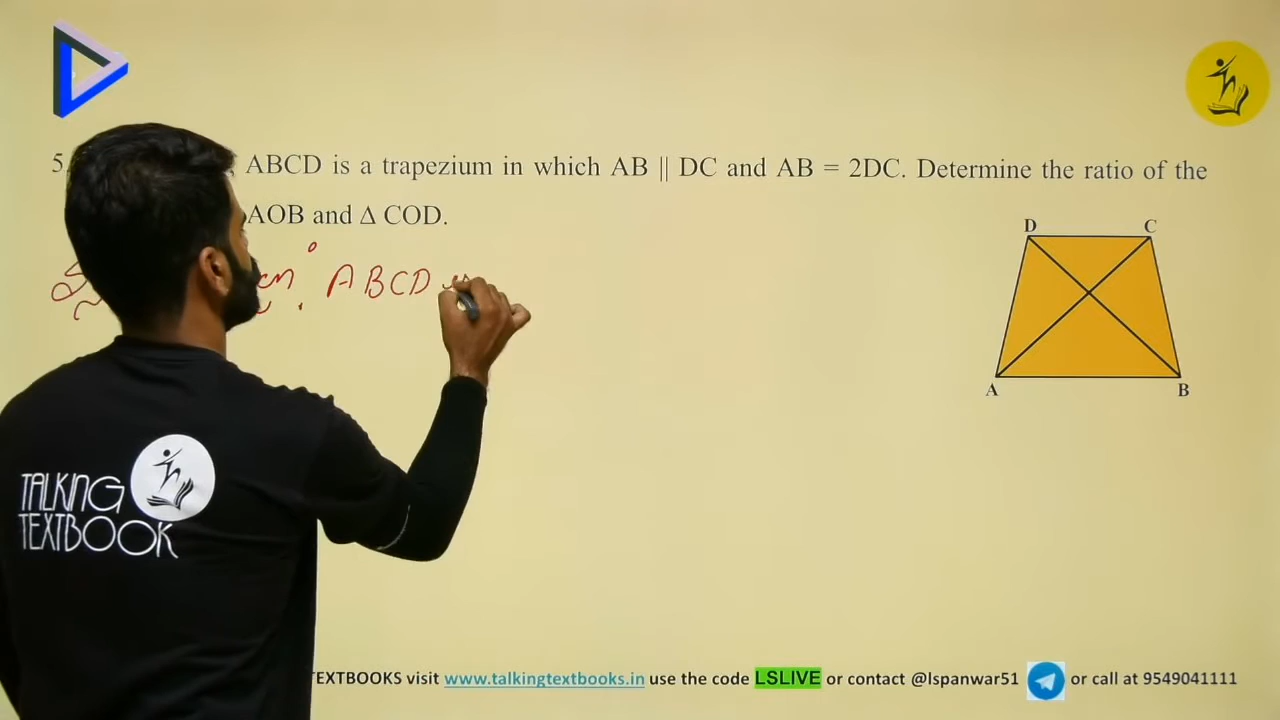 5. ABCD is a trapezium in which AB || DC and AB = 2DC. Determine the ratio of the
AOB and Δ COD.
D C
ABCD
A B
TALKING
TEXTBOOK
TEXTBOOKS visit www.talkingtextbooks.in use the code LSLIVE or contact @lspanwar51 or call at 9549041111